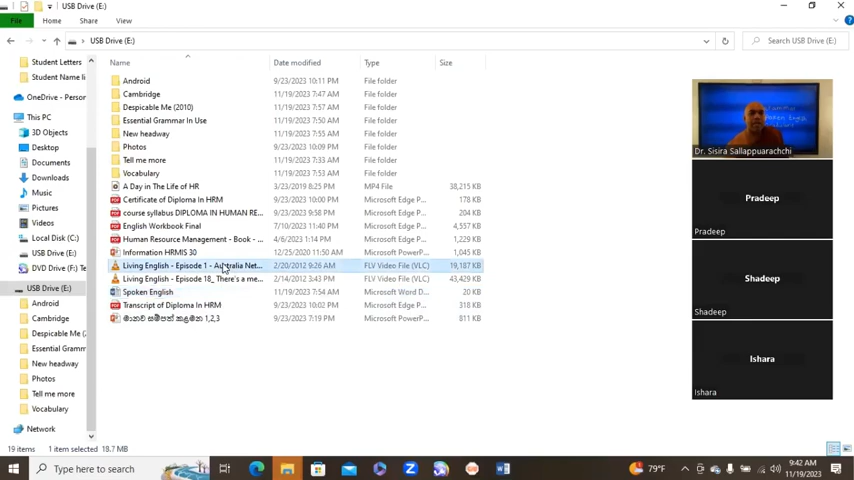 USB Drive (E:)
File Home Share View
USB Drive (E:)
Search USB Drive (E:)
Name Date modified Type Size
Student Letters
Student Name li
OneDrive - Person
This PC
3D Objects
Desktop
Documents
Downloads
Music
Pictures
Videos
Local Disk (C:)
USB Drive (E:)
DVD Drive (F:) Te
USB Drive (E:)
Android
Cambridge
Despicable Me (2
Essential Gramm
New headway
Photos
Tell me more
Vocabulary
Network
Android 9/23/2023 10:11 PM File folder
Cambridge 11/19/2023 7:47 AM File folder
Despicable Me (2010) 11/19/2023 7:57 AM File folder
Essential Grammar In Use 11/19/2023 7:50 AM File folder
New headway 11/19/2023 7:55 AM File folder
Photos 9/23/2023 10:11 PM File folder
Tell me more 11/19/2023 7:33 AM File folder
Vocabulary 11/19/2023 7:53 AM File folder
A Day in The Life of HR 3/23/2019 8:25 PM MP4 File 38,215 KB
Certificate of Diploma In HRM 9/23/2023 10:00 PM Microsoft Edge P... 778 KB
course syllabus DIPLOMA IN HUMAN RE... 9/23/2023 9:58 PM Microsoft Edge P... 204 KB
English Workbook Final 9/23/2023 11:40 PM Microsoft Edge P... 4,557 KB
Human Resource Management - Book - ... 4/6/2023 1:14 PM Microsoft Edge P... 1,229 KB
Information HRMIS 30 12/25/2020 11:50 AM Microsoft PowerP... 1,045 KB
Living English - Episode 1 - Australia Net... 2/20/2012 9:26 AM FLV Video File (VLC) 19,187 KB
Living English - Episode 18_ There's a me... 2/14/2012 3:43 PM FLV Video File (VLC) 43,429 KB
Spoken English 11/19/2023 7:54 AM Microsoft Word D... 20 KB
Transcript of Diploma In HRM 9/23/2023 10:02 PM Microsoft Edge P... 318 KB
මානව සම්පත් කළමන 1,2,3 9/23/2023 7:19 PM Microsoft PowerP... 811 KB
Dr. Sisira Sallappuarachchi
Pradeep
Pradeep
Shadeep
Shadeep
Ishara
Ishara
19 items 1 item selected 18.7 MB
Type here to search
79°F
9:42 AM
11/19/2023